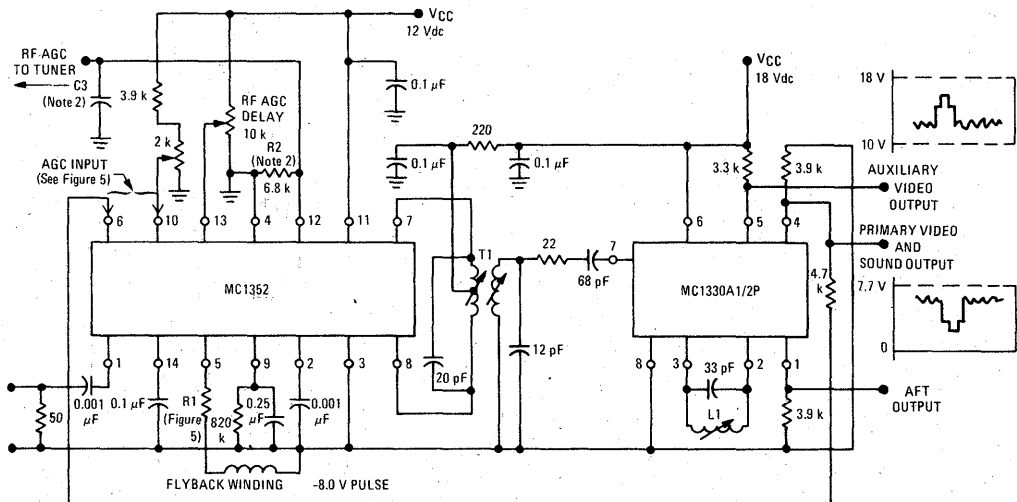 VCC
12 Vdc
RF AGC
TO TUNER
C3
(Note 2)
3.9 k
2 k
RF AGC
DELAY
10 k
R2
(Note 2)
6.8 k
0.1 µF
AGC INPUT
(See Figure 5)
6
10
13
4
12
11
7
MC1352
1
14
5
9
2
3
8
50
0.001
µF
0.1 µF
R1
(Figure
5)
820
k
0.25
µF
0.001
µF
FLYBACK WINDING
-8.0 V PULSE
0.1 µF
220
0.1 µF
T1
20 pF
12 pF
22
68 pF
7
VCC
18 Vdc
3.3 k
3.9 k
6
5
4
MC1330A1/2P
8
3
2
1
33 pF
L1
3.9 k
4.7
k
18 V
10 V
AUXILIARY
VIDEO
OUTPUT
PRIMARY VIDEO
AND
SOUND OUTPUT
7.7 V
0
AFT
OUTPUT